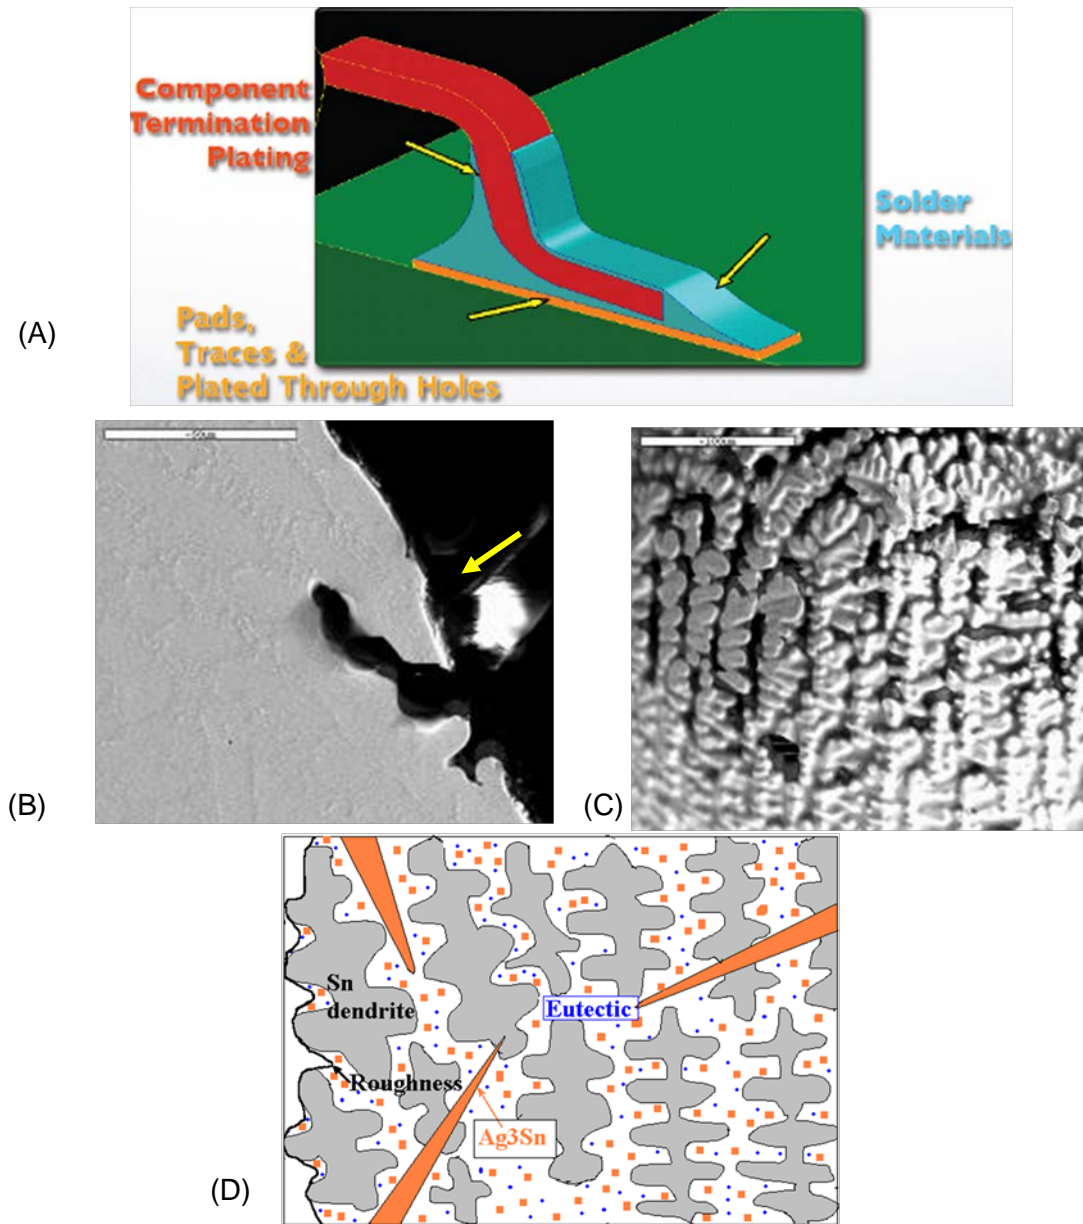 Component
Termination
Plating
Solder
Materials
(A)
Pads,
Traces &
Plated Through Holes
(B)
(C)
Sn
dendrite
Eutectic
Roughness
Ag3Sn
(D)